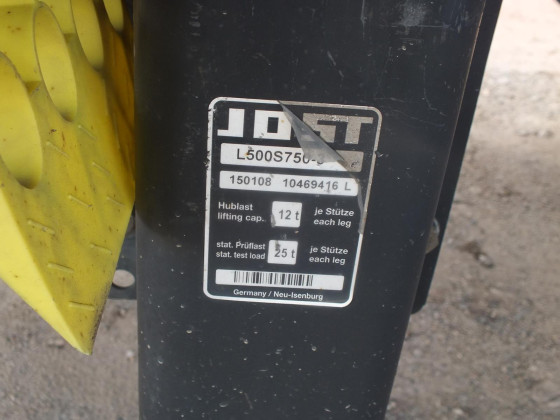 JOST
L500S750-
150108 10469416 L
Hublast 12 t je Stütze
lifting cap. each leg
stat. Prüflast 25 t je Stütze
stat. test load each leg
Germany / Neu-Isenburg